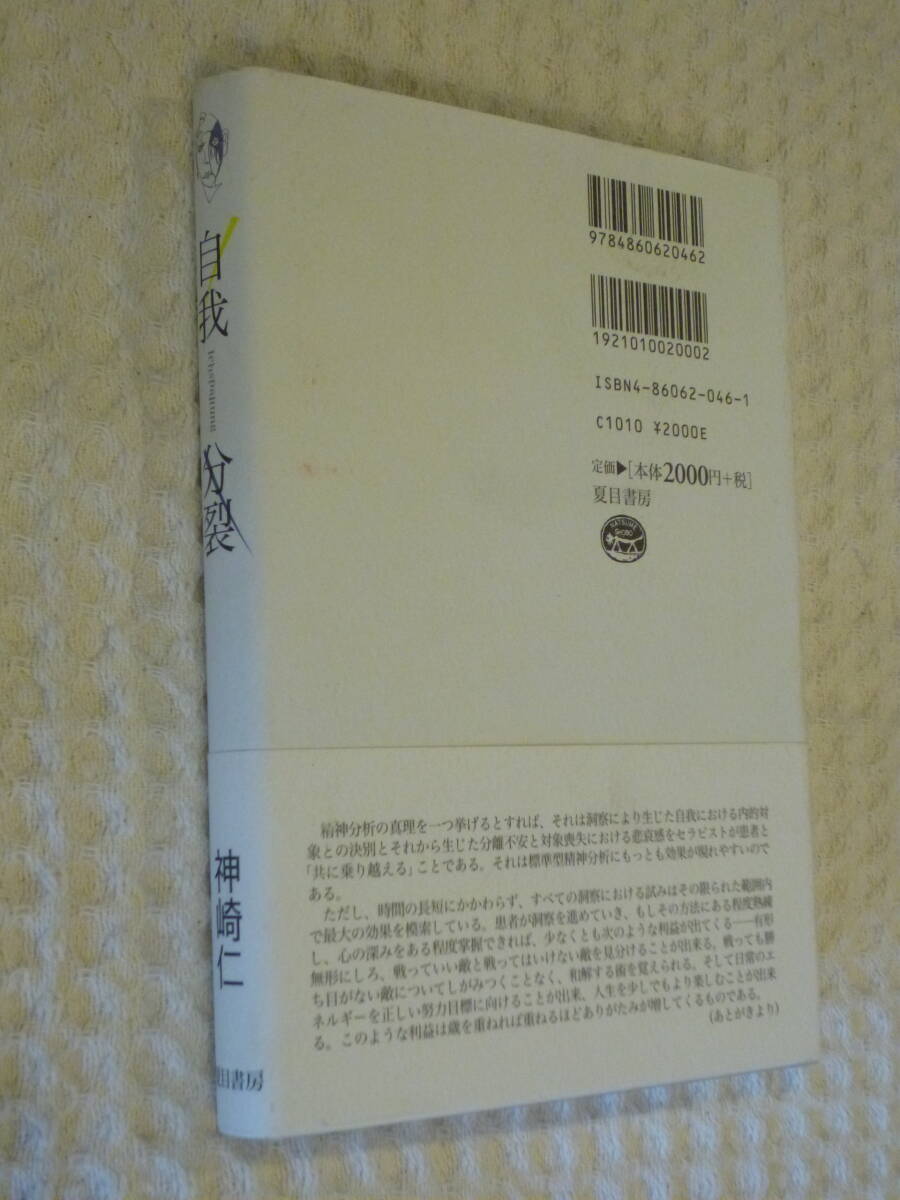 自我
Ichspaltung
分裂
神崎仁
夏目書房
9784860620462
1921010020002
ISBN4-86062-046-1
C1010 ¥2000E
定価▶[本体2000円+税]
夏目書房
NATSUME
SHOBO
精神分析の真理を一つ挙げるとすれば、それは洞察により生じた自我における内的対
象との決別とそれから生じた分離不安と対象喪失における悲哀感をセラピストが患者と
「共に乗り越える」ことである。それは標準型精神分析にもっとも効果が現れやすいので
ある。
ただし、時間の長短にかかわらず、すべての洞察における試みはその限られた範囲内
で最大の効果を模索している。患者が洞察を進めていき、もしその方法にある程度熟練
し、心の深みをある程度掌握できれば、少なくとも次のような利益が出てくる――有形
無形にしろ、戦っていい敵と戦ってはいけない敵を見分けることが出来る。戦っても勝
ち目がない敵についてしがみつくことなく、和解する術を覚えられる。そして日常のエ
ネルギーを正しい努力目標に向けることが出来、人生を少しでもより楽しむことが出来
る。このような利益は歳を重ねれば重ねるほどありがたみが増してくるものである。
(あとがきより)